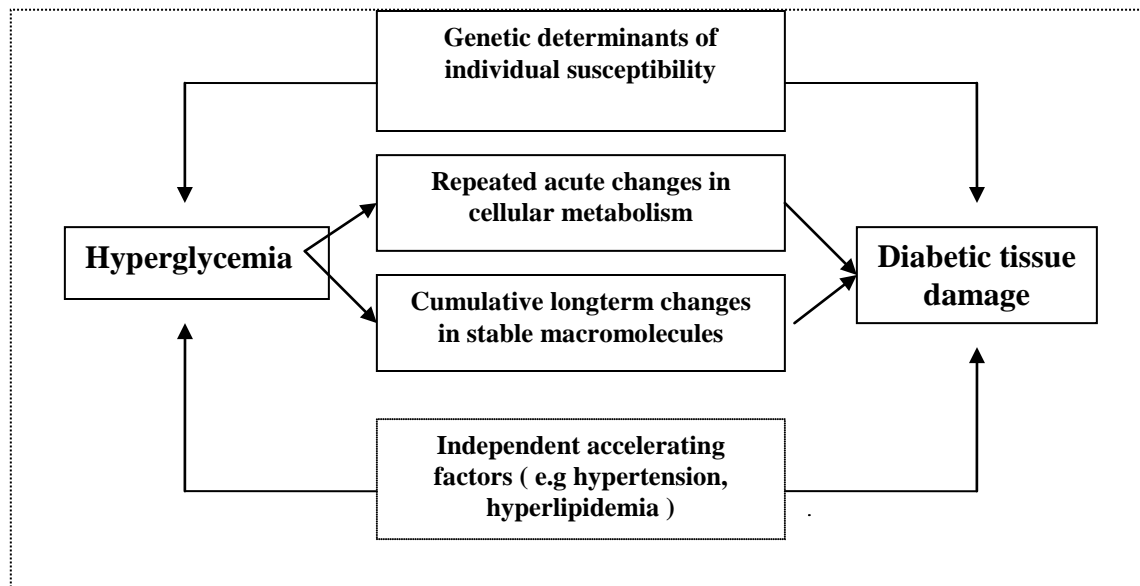 Genetic determinants of
individual susceptibility
Repeated acute changes in
cellular metabolism
Hyperglycemia
Diabetic tissue
damage
Cumulative longterm changes
in stable macromolecules
Independent accelerating
factors ( e.g hypertension,
hyperlipidemia )
.